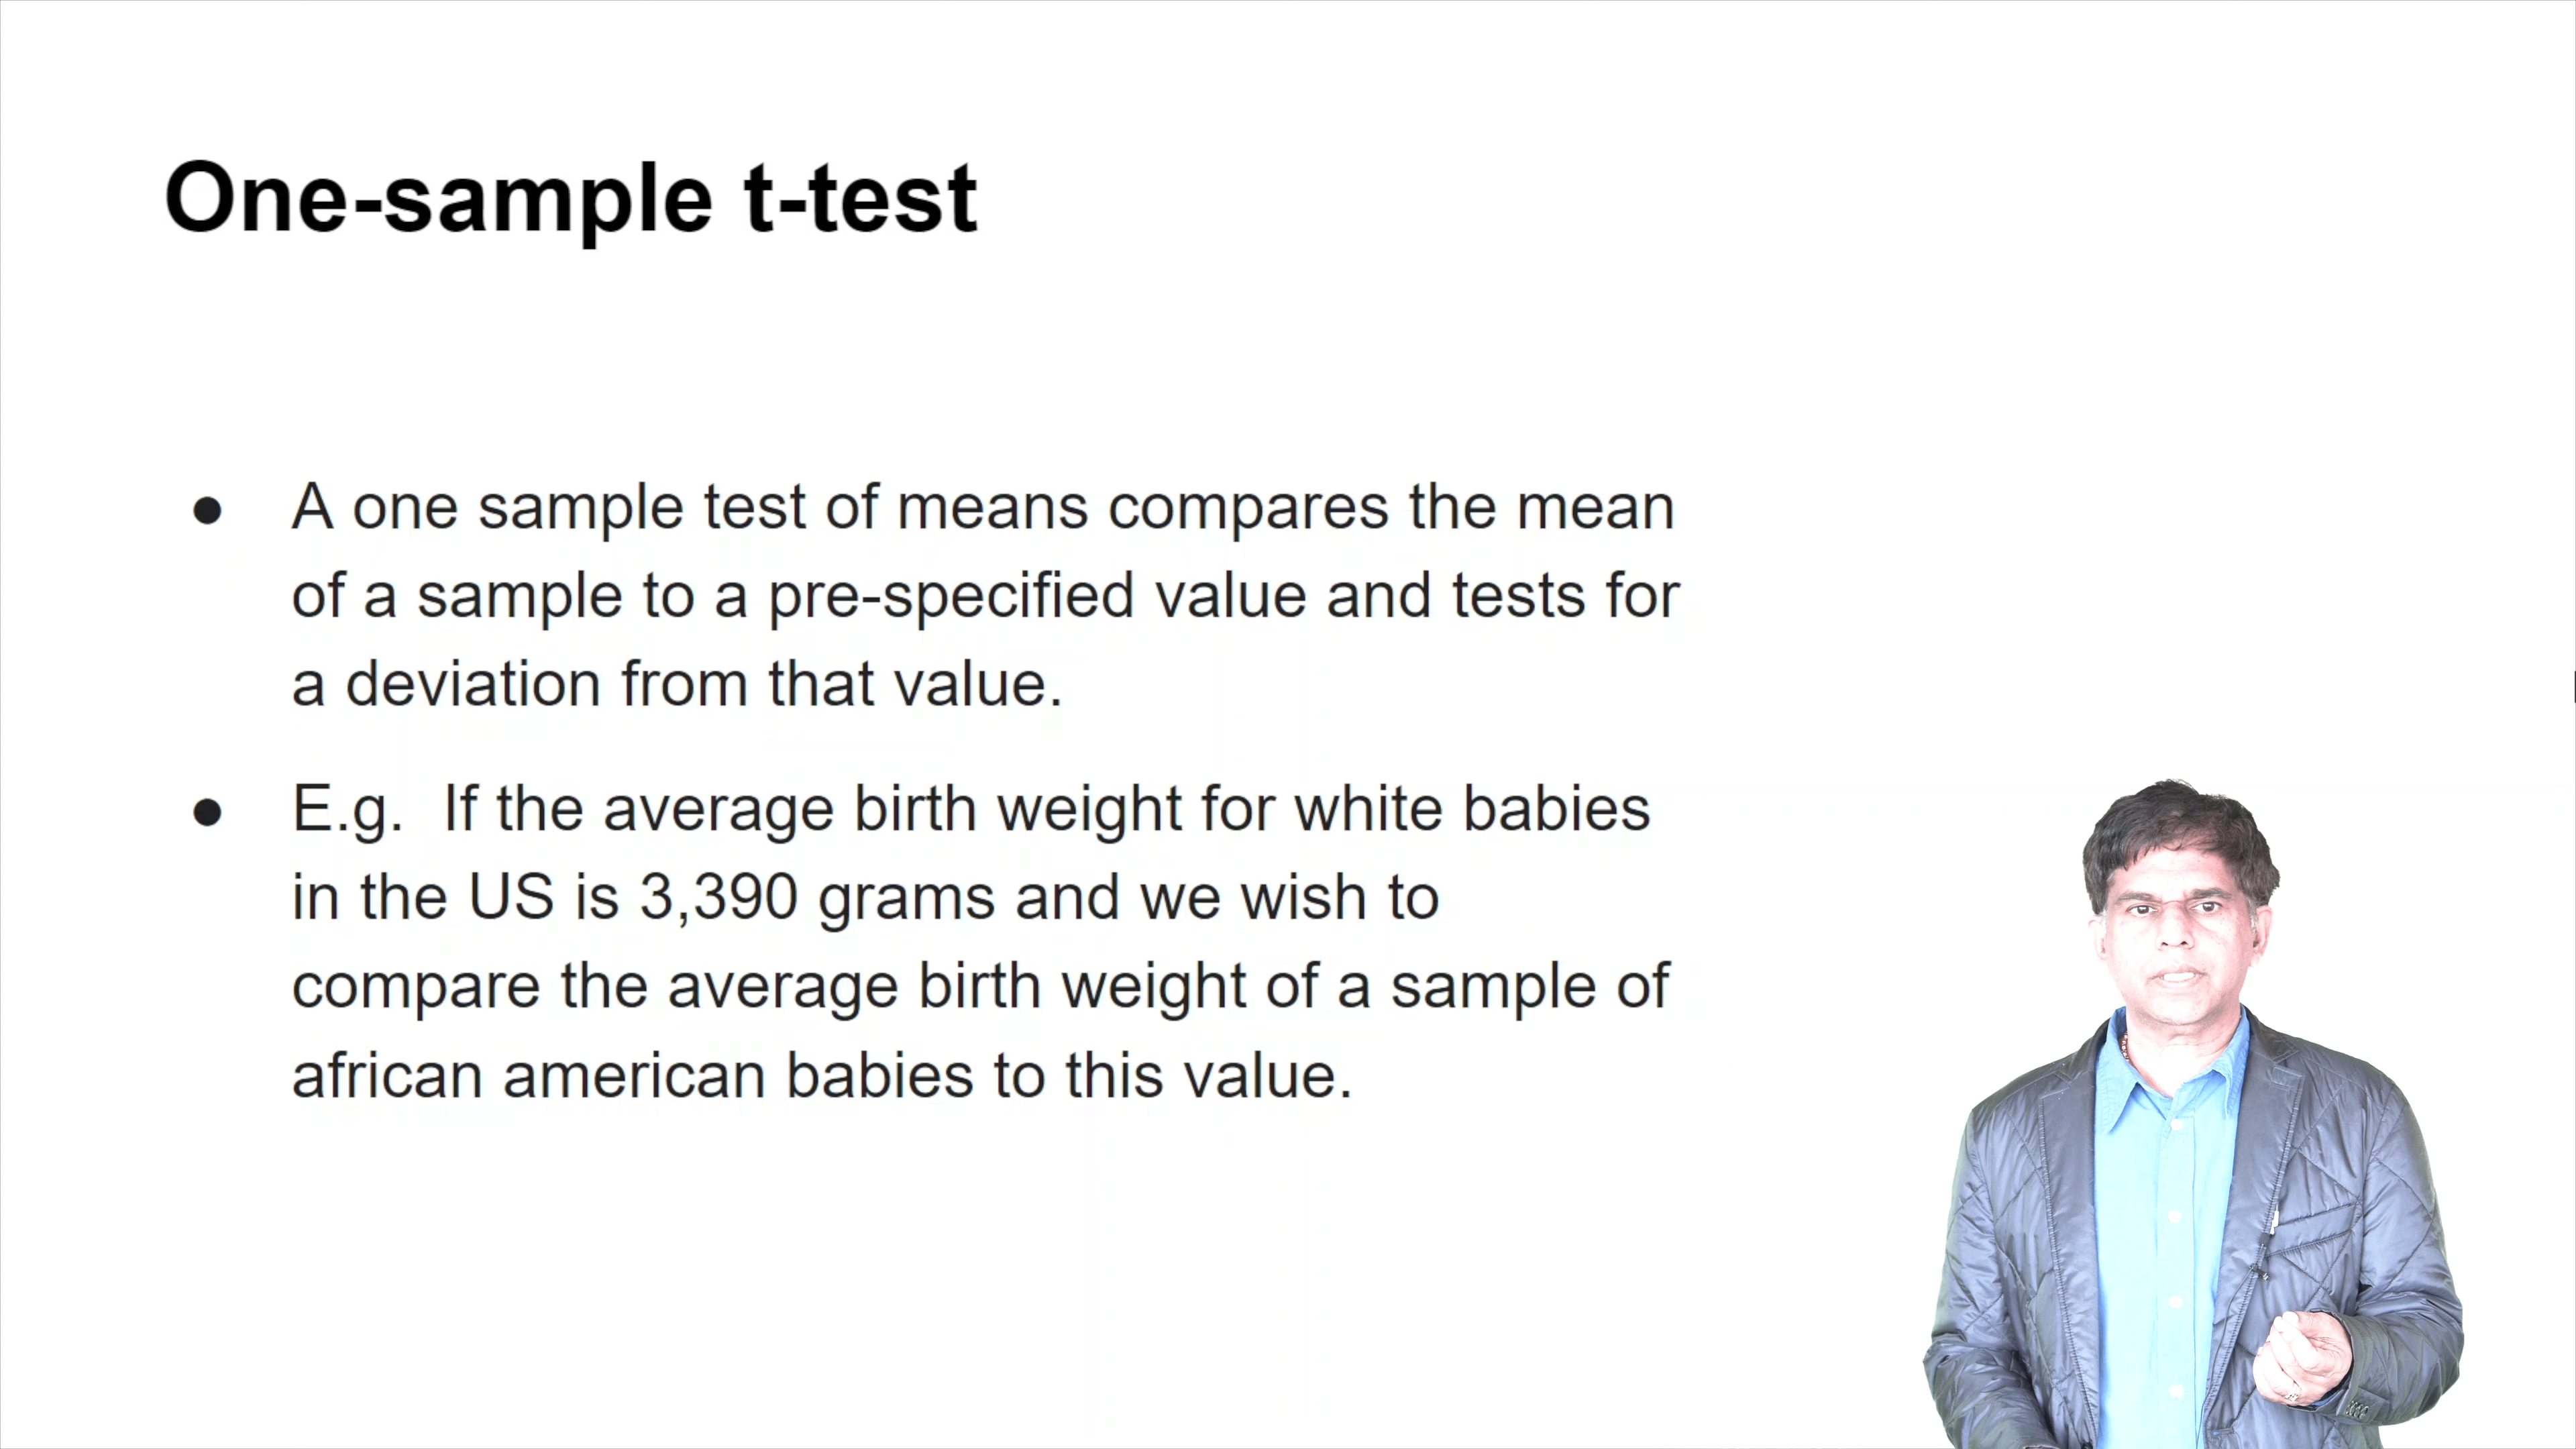 One-sample t-test
● A one sample test of means compares the mean
of a sample to a pre-specified value and tests for
a deviation from that value.
● E.g. If the average birth weight for white babies
in the US is 3,390 grams and we wish to
compare the average birth weight of a sample of
african american babies to this value.